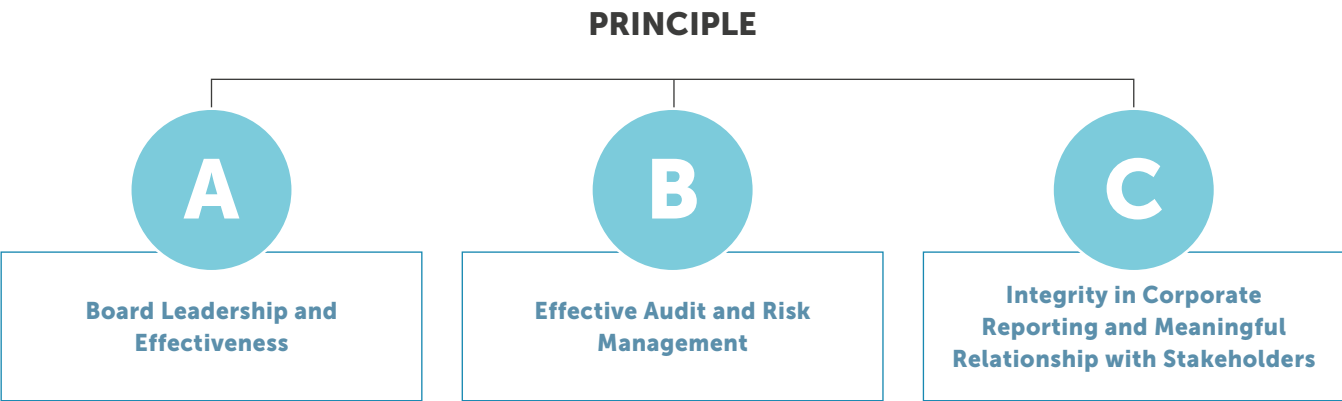 PRINCIPLE
A
Board Leadership and
Effectiveness
B
Effective Audit and Risk
Management
C
Integrity in Corporate
Reporting and Meaningful
Relationship with Stakeholders